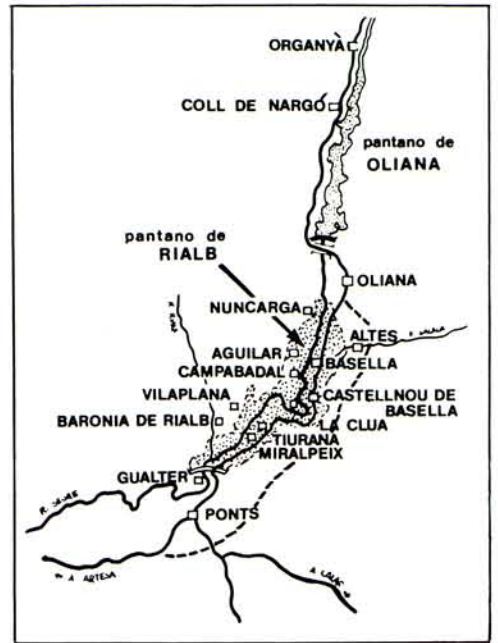 ORGANYÀ
COLL DE NARGÓ
pantano de
OLIANA
pantano de
RIALB
OLIANA
NUNCARGA
ALTES
AGUILAR
BASELLA
CAMPABADAL
VILAPLANA
CASTELLNOU DE
BASELLA
BARONIA DE RIALB
LA CLUA
TIURANA
MIRALPEIX
GUALTER
PONTS
A ARTESA